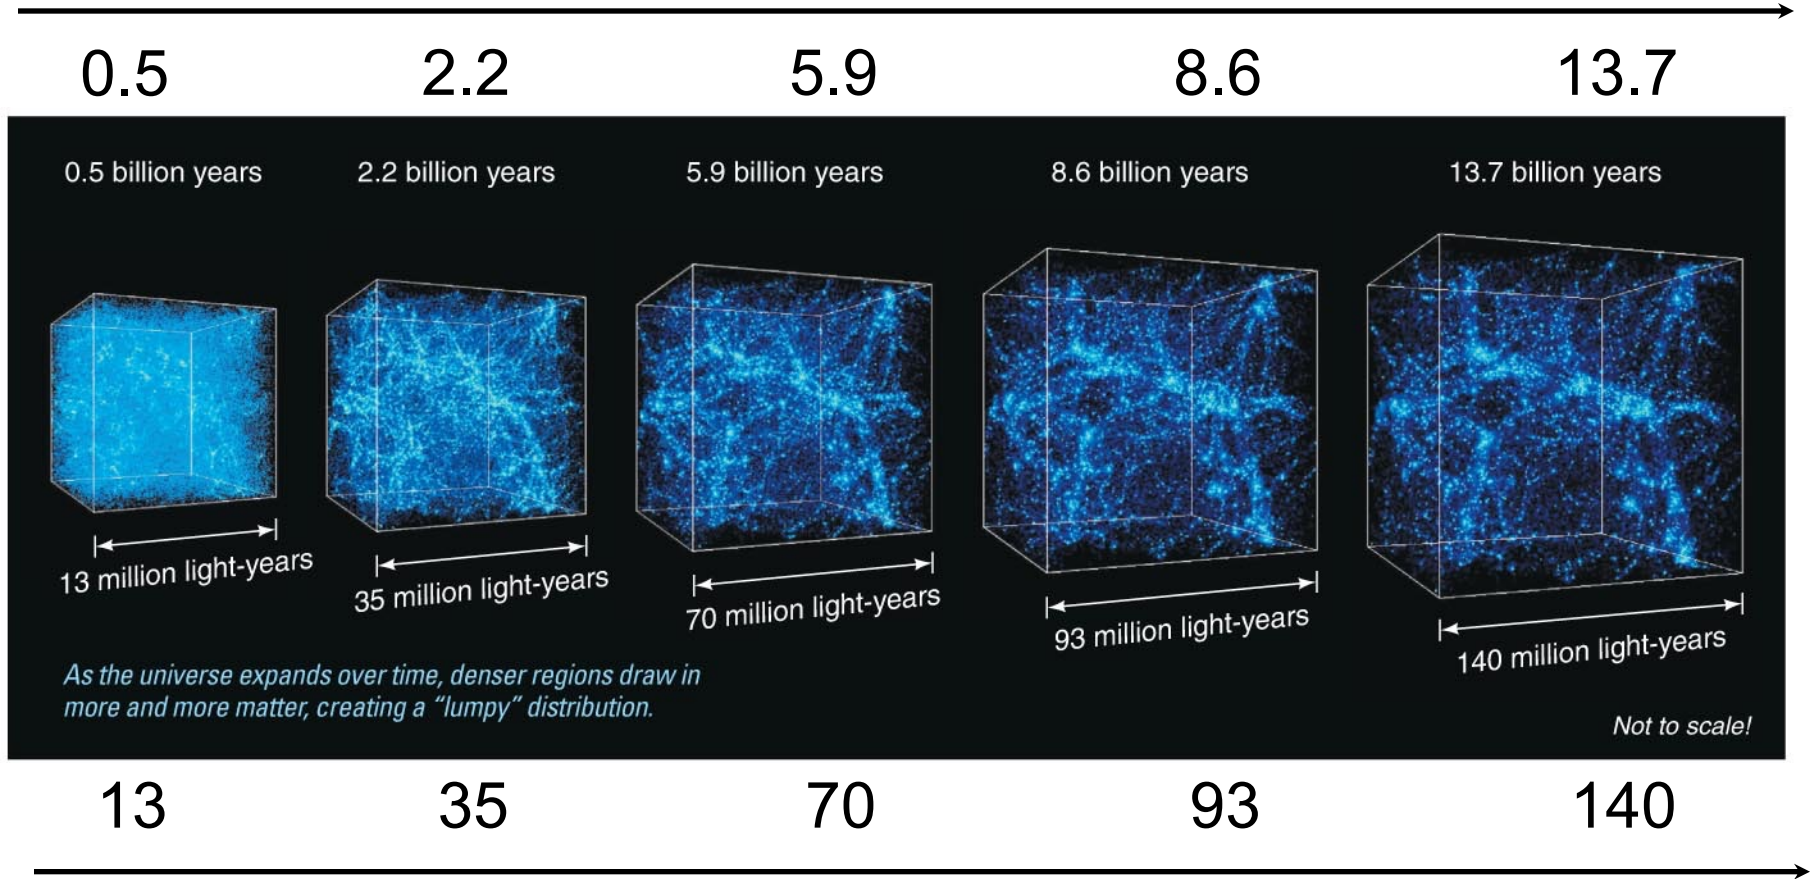 0.5 2.2 5.9 8.6 13.7
0.5 billion years 2.2 billion years 5.9 billion years 8.6 billion years 13.7 billion years
13 million light-years
35 million light-years
70 million light-years
93 million light-years
140 million light-years
As the universe expands over time, denser regions draw in
more and more matter, creating a “lumpy” distribution.
Not to scale!
13 35 70 93 140